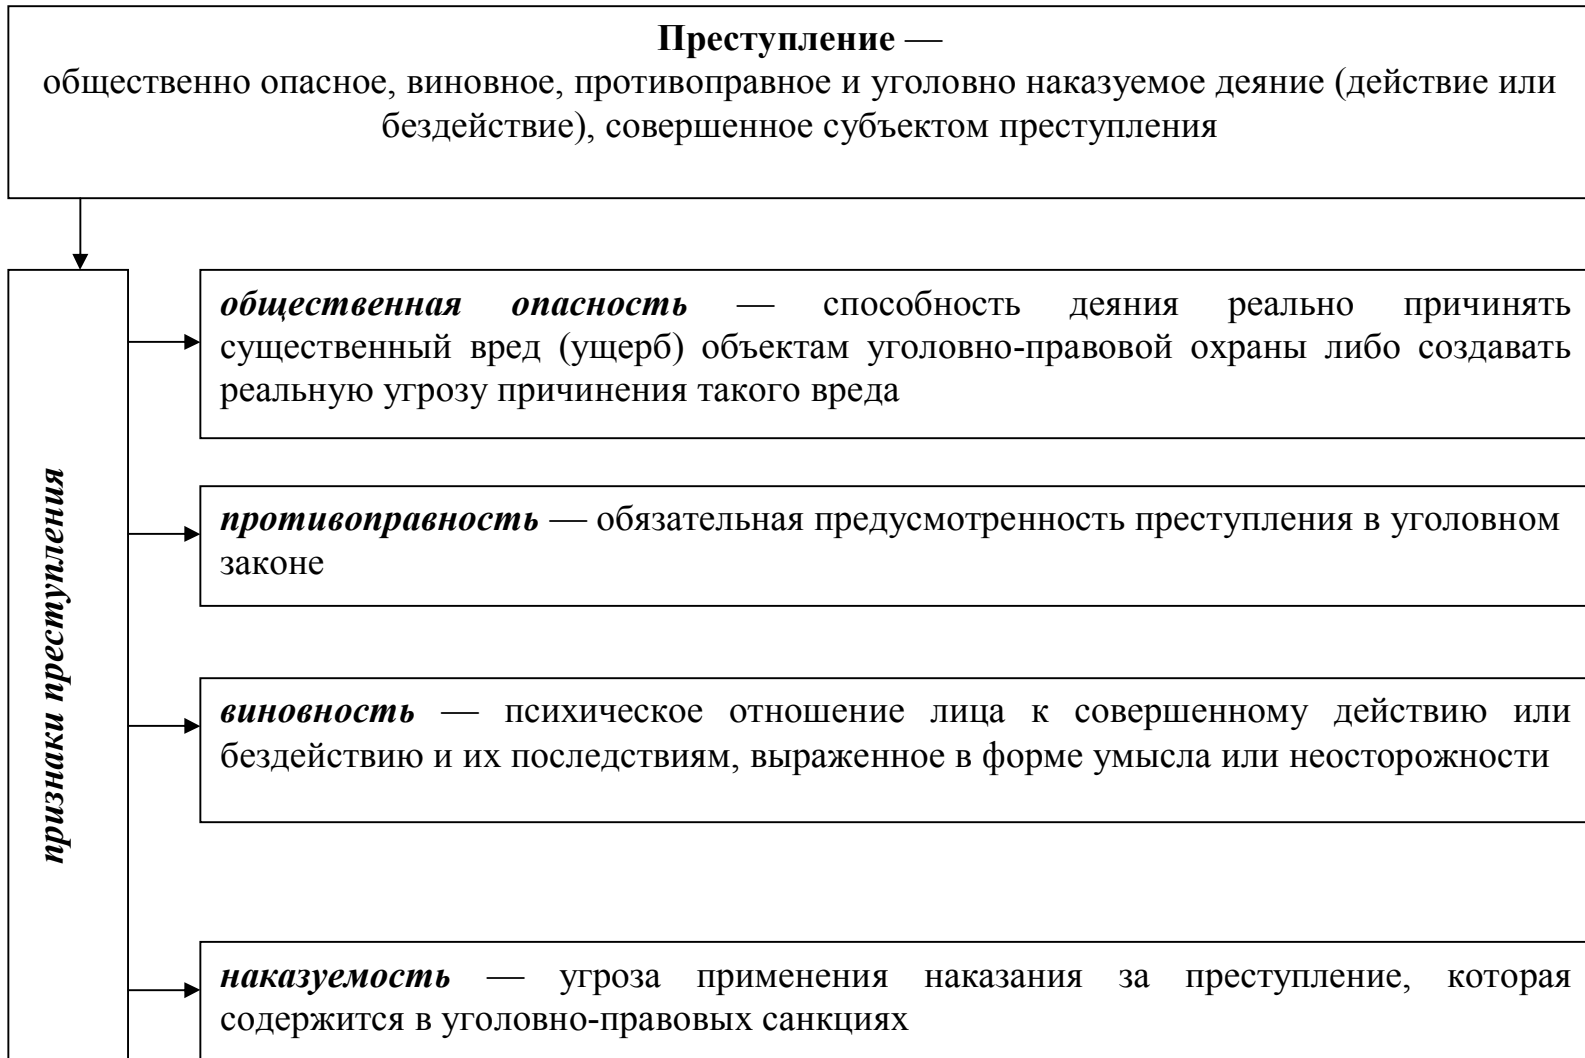 Преступление —
общественно опасное, виновное, противоправное и уголовно наказуемое деяние (действие или
бездействие), совершенное субъектом преступления
признаки преступления
общественная опасность — способность деяния реально причинять
существенный вред (ущерб) объектам уголовно-правовой охраны либо создавать
реальную угрозу причинения такого вреда
противоправность — обязательная предусмотренность преступления в уголовном
законе
виновность — психическое отношение лица к совершенному действию или
бездействию и их последствиям, выраженное в форме умысла или неосторожности
наказуемость — угроза применения наказания за преступление, которая
содержится в уголовно-правовых санкциях